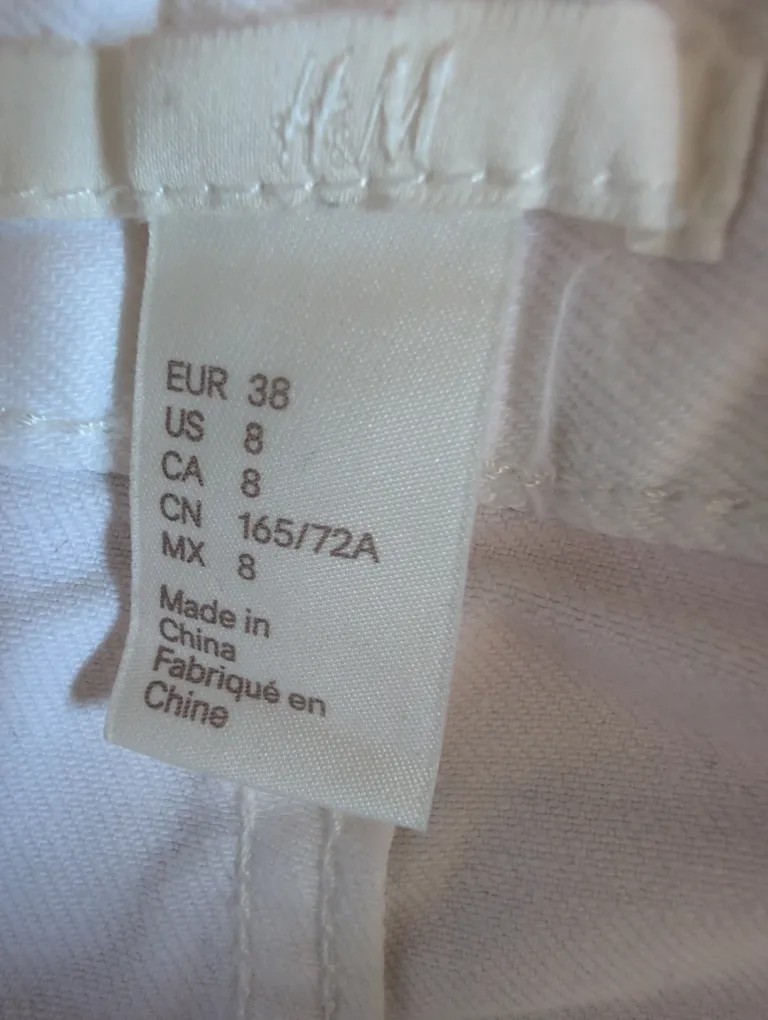 H&M
EUR 38
US 8
CA 8
CN 165/72A
MX 8
Made in
China
Fabriqué en
Chine